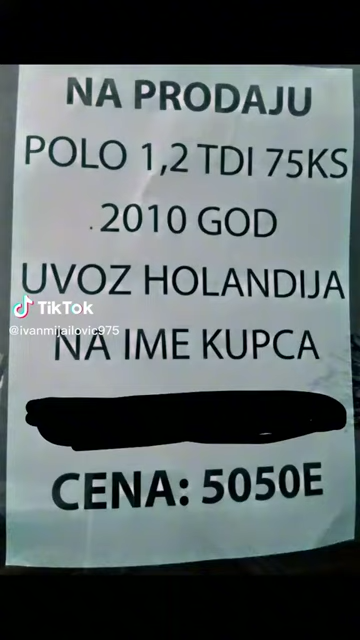 NA PRODAJU
POLO 1,2 TDI 75KS
2010 GOD
UVOZ HOLANDIJA
TikTok
@ivanmijailovic975
NA IME KUPCA
CENA: 5050E